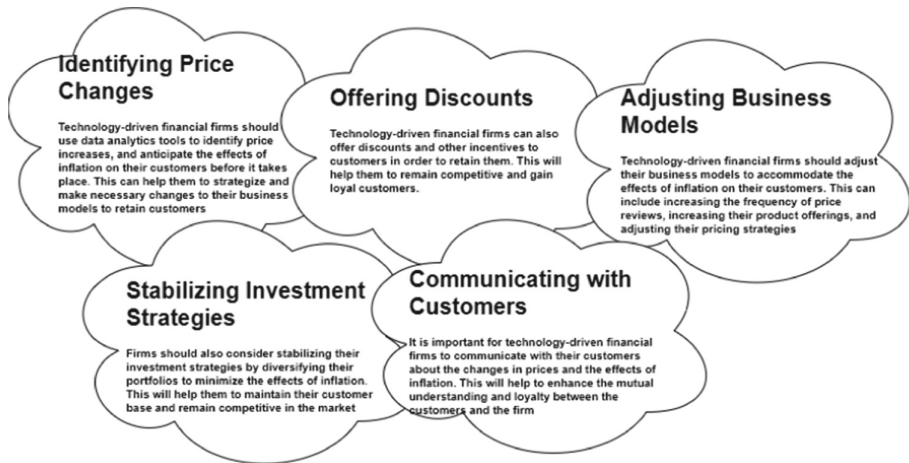 Identifying Price
Changes
Technology-driven financial firms should
use data analytics tools to identify price
increases, and anticipate the effects of
inflation on their customers before it takes
place. This can help them to strategize and
make necessary changes to their business
models to retain customers
Offering Discounts
Technology-driven financial firms can also
offer discounts and other incentives to
customers in order to retain them. This will
help them to remain competitive and gain
loyal customers.
Adjusting Business
Models
Technology-driven financial firms should adjust
their business models to accommodate the
effects of inflation on their customers. This can
include increasing the frequency of price
reviews, increasing their product offerings, and
adjusting their pricing strategies
Stabilizing Investment
Strategies
Firms should also consider stabilizing their
investment strategies by diversifying their
portfolios to minimize the effects of inflation.
This will help them to maintain their customer
base and remain competitive in the market
Communicating with
Customers
It is important for technology-driven financial
firms to communicate with their customers
about the changes in prices and the effects of
inflation. This will help to enhance the mutual
understanding and loyalty between the
customers and the firm